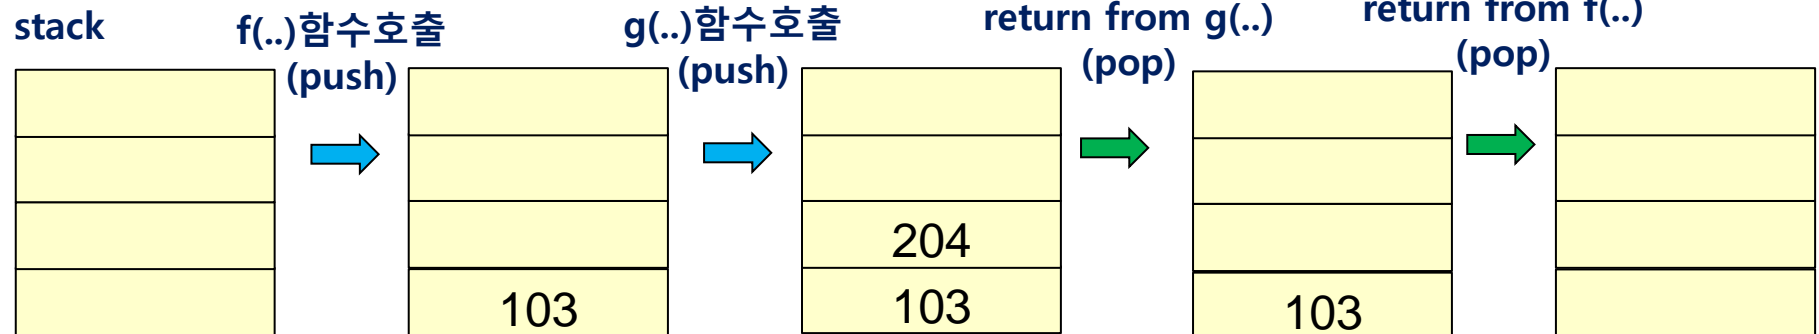 stack
f(..)함수호출
(push)
g(..)함수호출
(push)
return from g(..)
(pop)
return from f(..)
(pop)
103
204
103
103